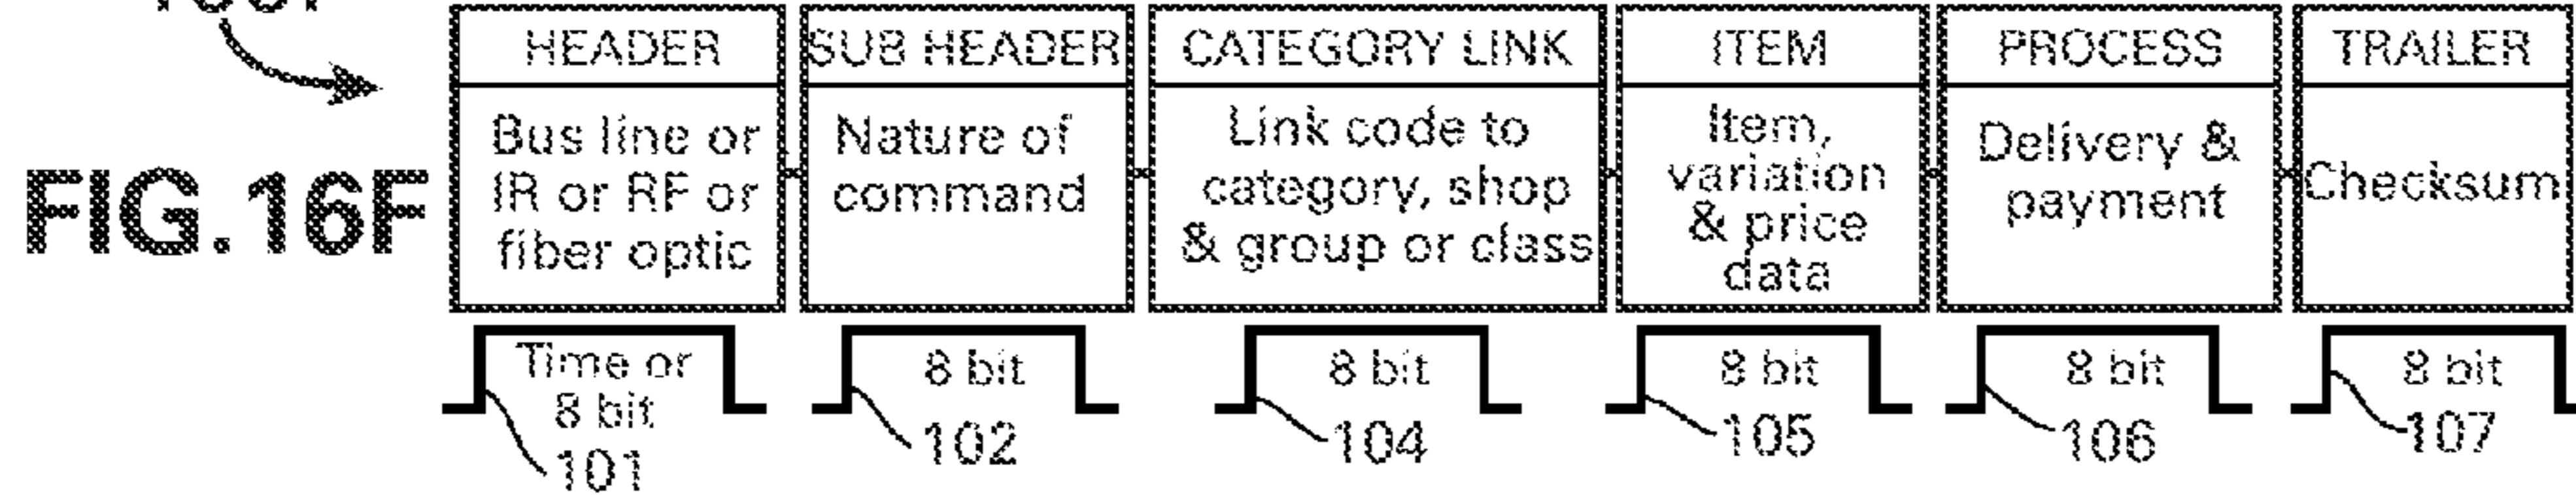 FIG.16F
HEADER
Bus line or
IR or RF or
fiber optic
Time or
8 bit
101
SUB HEADER
Nature of
command
8 bit
102
CATEGORY LINK
Link code to
category, shop
& group or class
8 bit
104
ITEM
Item,
variation
& price
data
8 bit
105
PROCESS
Delivery &
payment
8 bit
106
TRAILER
Checksum
8 bit
107